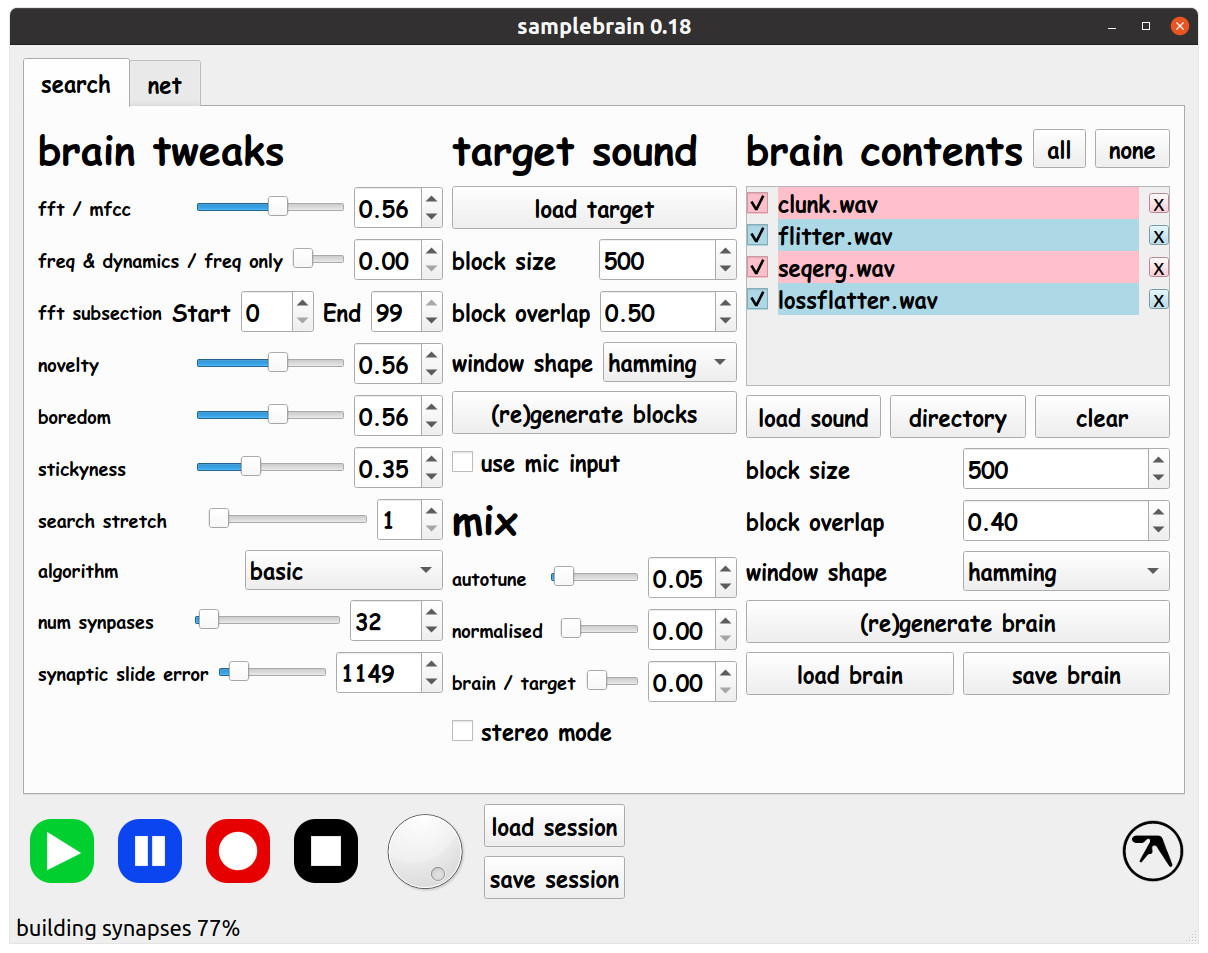 samplebrain 0.18
search net
brain tweaks
fft / mfcc 0.56
freq & dynamics / freq only 0.00
fft subsection Start 0 End 99
novelty 0.56
boredom 0.56
stickyness 0.35
search stretch 1
algorithm basic
num synpases 32
synaptic slide error 1149
target sound
load target
block size 500
block overlap 0.50
window shape hamming
(re)generate blocks
use mic input
mix
autotune 0.05
normalised 0.00
brain / target 0.00
stereo mode
brain contents all none
clunk.wav x
flitter.wav x
seqerg.wav x
lossflatter.wav x
load sound directory clear
block size 500
block overlap 0.40
window shape hamming
(re)generate brain
load brain save brain
load session
save session
building synapses 77%